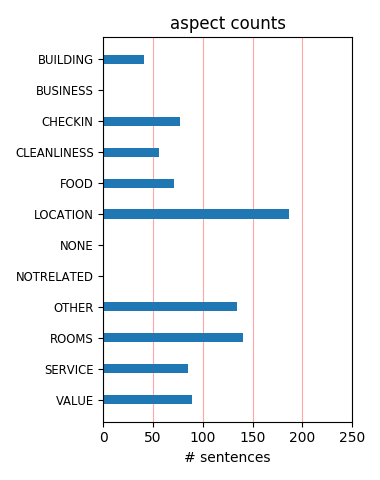 aspect counts
BUILDING
BUSINESS
CHECKIN
CLEANLINESS
FOOD
LOCATION
NONE
NOTRELATED
OTHER
ROOMS
SERVICE
VALUE
0 50 100 150 200 250
# sentences